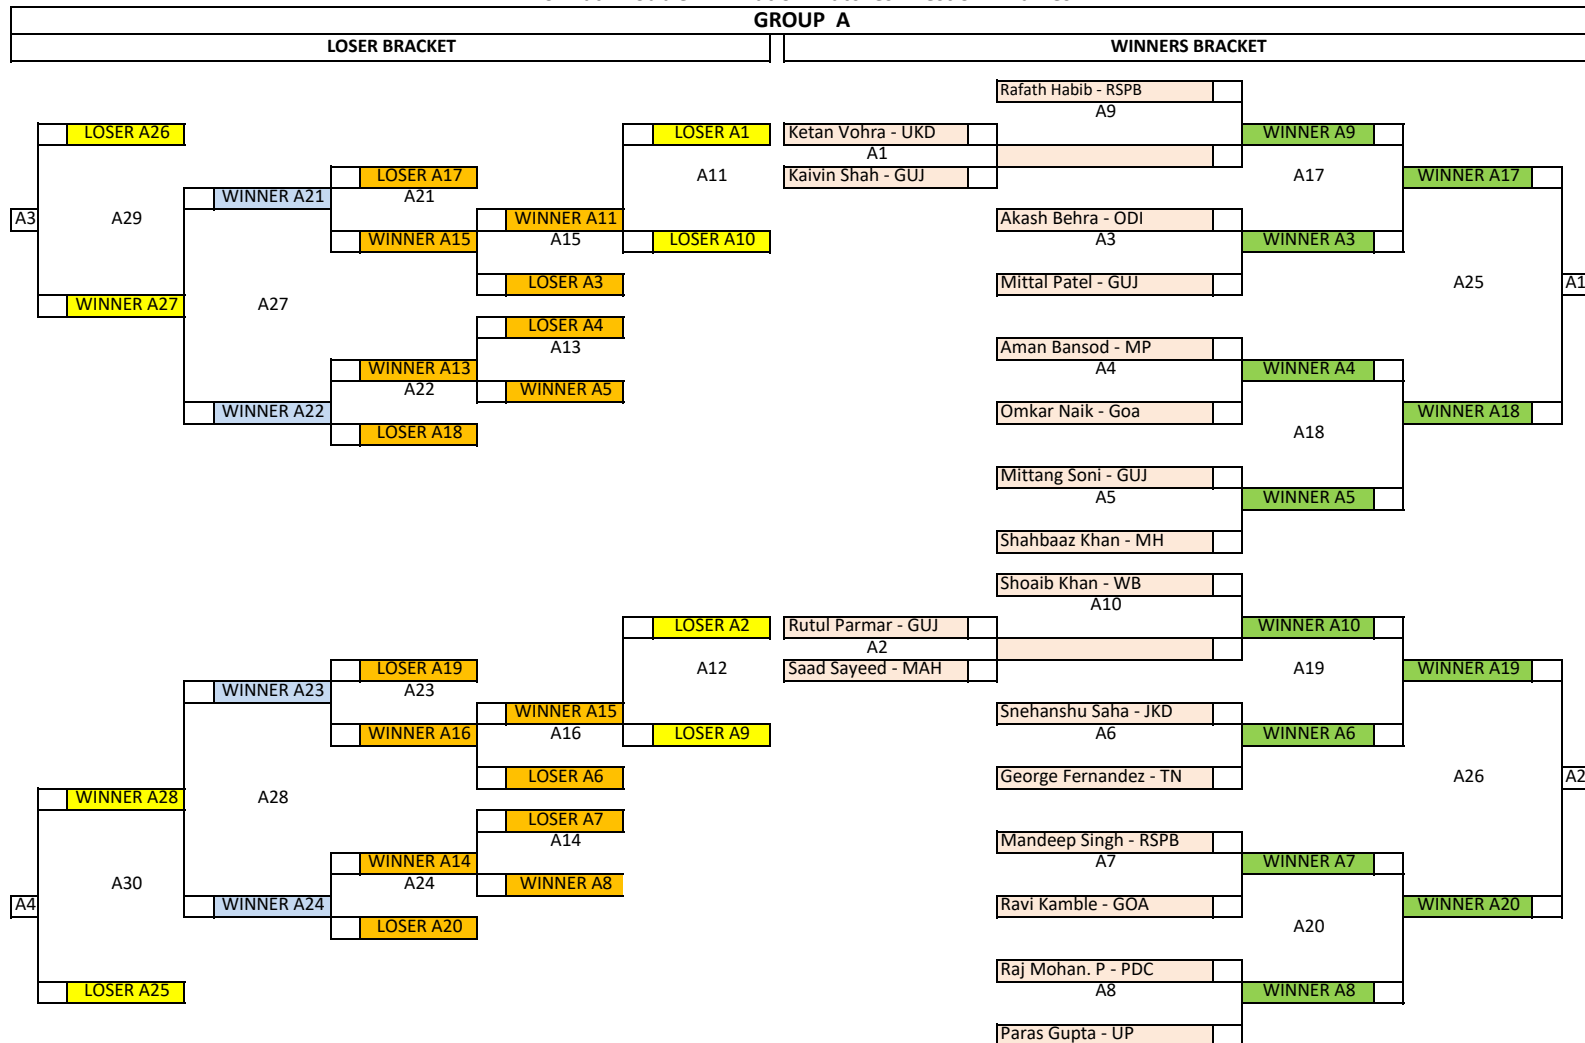 GROUP A
LOSER BRACKET
WINNERS BRACKET
Rafath Habib - RSPB
A9
LOSER A26
LOSER A1
Ketan Vohra - UKD
WINNER A9
A1
LOSER A17
A11
Kaivin Shah - GUJ
A17
WINNER A17
WINNER A21
A21
A3
A29
WINNER A11
Akash Behra - ODI
WINNER A15
A15
LOSER A10
A3
WINNER A3
LOSER A3
Mittal Patel - GUJ
A25
A1
WINNER A27
A27
LOSER A4
A13
Aman Bansod - MP
WINNER A13
A4
WINNER A4
A22
WINNER A5
WINNER A22
Omkar Naik - Goa
WINNER A18
LOSER A18
A18
Mittang Soni - GUJ
A5
WINNER A5
Shahbaaz Khan - MH
Shoaib Khan - WB
A10
LOSER A2
Rutul Parmar - GUJ
WINNER A10
A2
LOSER A19
A12
Saad Sayeed - MAH
A19
WINNER A19
WINNER A23
A23
WINNER A15
Snehanshu Saha - JKD
WINNER A16
A16
LOSER A9
A6
WINNER A6
LOSER A6
George Fernandez - TN
A26
A2
WINNER A28
A28
LOSER A7
A14
Mandeep Singh - RSPB
WINNER A14
A7
WINNER A7
A30
A24
WINNER A8
A4
WINNER A24
Ravi Kamble - GOA
WINNER A20
LOSER A20
A20
Raj Mohan. P - PDC
LOSER A25
A8
WINNER A8
Paras Gupta - UP